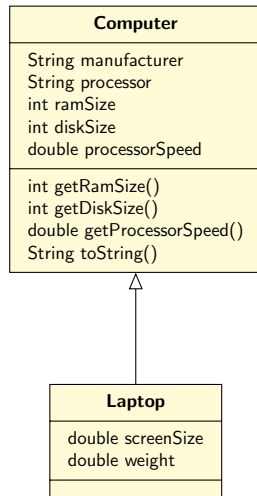 Computer
String manufacturer
String processor
int ramSize
int diskSize
double processorSpeed
int getRamSize()
int getDiskSize()
double getProcessorSpeed()
String toString()
Laptop
double screenSize
double weight